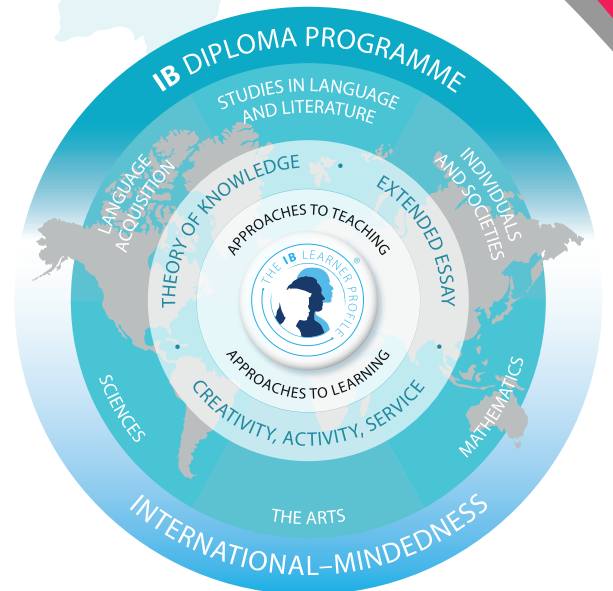 IB DIPLOMA PROGRAMME
STUDIES IN LANGUAGE
AND LITERATURE
LANGUAGE
ACQUISITION
INDIVIDUALS
AND SOCIETIES
THEORY OF KNOWLEDGE
EXTENDED ESSAY
APPROACHES TO TEACHING
THE IB LEARNER PROFILE
®
APPROACHES TO LEARNING
CREATIVITY, ACTIVITY, SERVICE
SCIENCES
MATHEMATICS
THE ARTS
INTERNATIONAL–MINDEDNESS